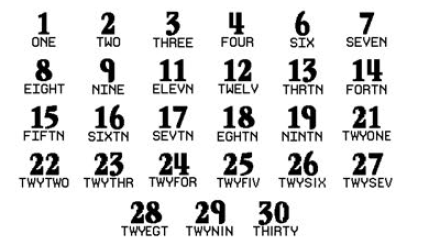 1 2 3 4 6 7
ONE TWO THREE FOUR SIX SEVEN
8 9 11 12 13 14
EIGHT NINE ELEVN TWELV THRTN FORTN
15 16 17 18 19 21
FIFTN SIXTN SEVTN EGHTN NINTN TWYONE
22 23 24 25 26 27
TWYTWO TWYTHR TWYFOR TWYFIV TWYSIX TWYSEV
28 29 30
TWYEGT TWYNIN THIRTY